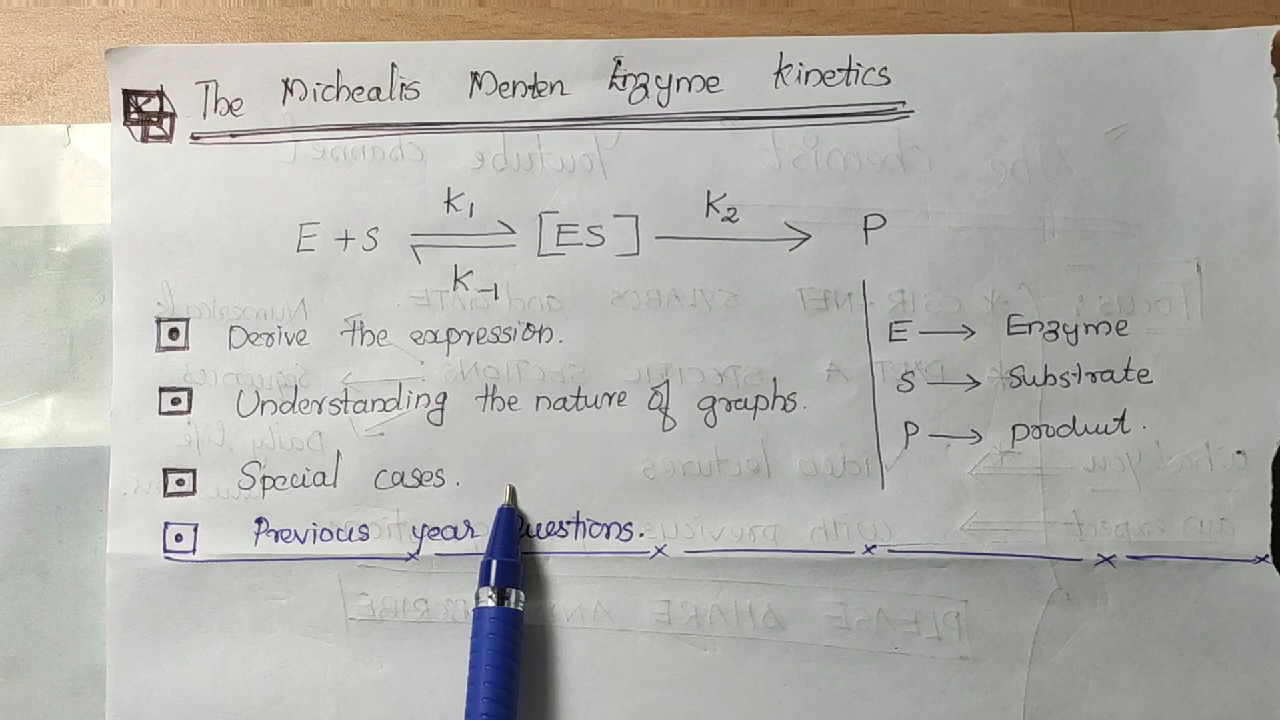 The Michealis Menten Enzyme kinetics
K1 K2
E + S ⇌ [ES] ⟶ P
K-1
Derive the expression.
Understanding the nature of graphs.
Special cases.
Previous year Questions.
E → Enzyme
S → Substrate
P → product.